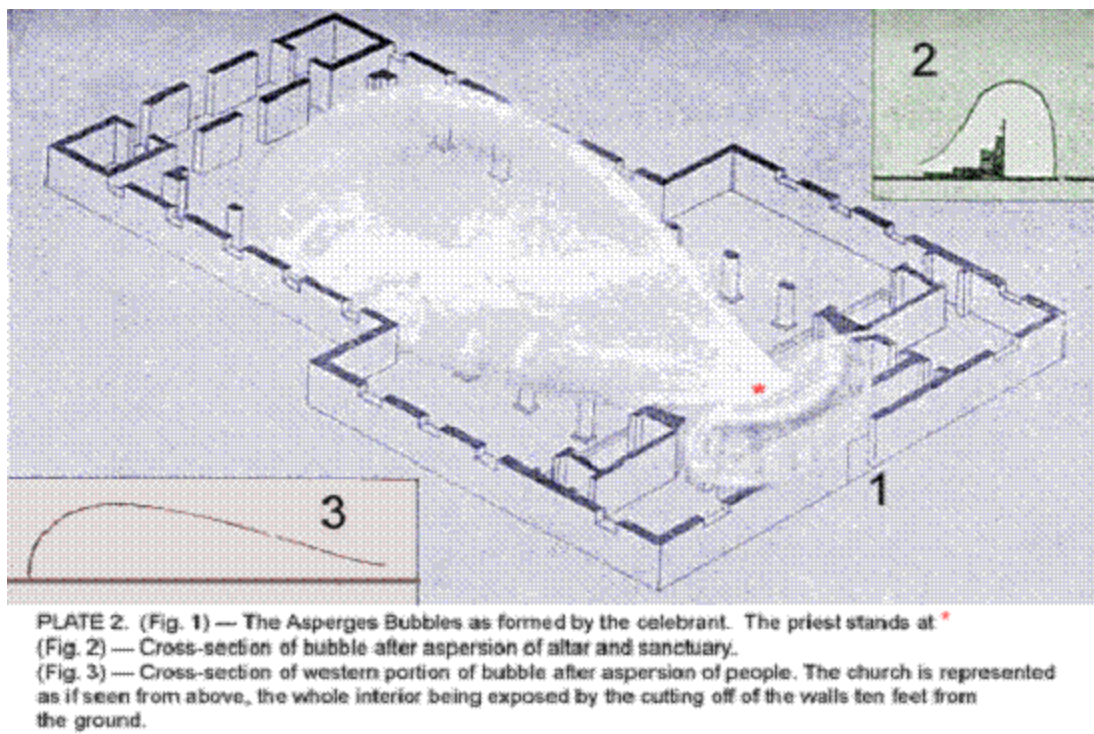 2
1
3
PLATE 2. (Fig. 1) — The Asperges Bubbles as formed by the celebrant. The priest stands at *
(Fig. 2) — Cross-section of bubble after aspersion of altar and sanctuary.
(Fig. 3) — Cross-section of western portion of bubble after aspersion of people. The church is represented
as if seen from above, the whole interior being exposed by the cutting off of the walls ten feet from
the ground.